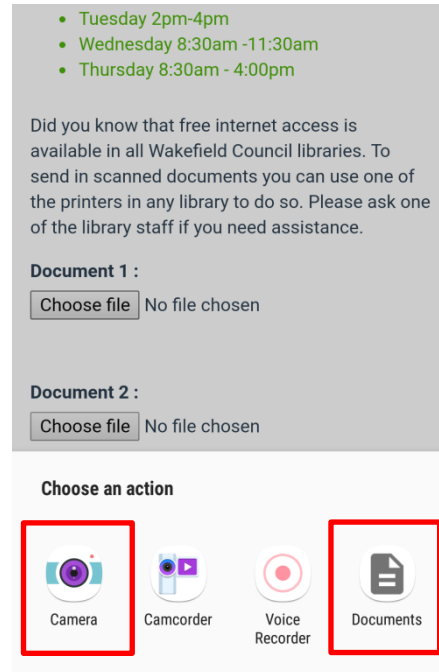 Tuesday 2pm-4pm
Wednesday 8:30am -11:30am
Thursday 8:30am - 4:00pm
Did you know that free internet access is
available in all Wakefield Council libraries. To
send in scanned documents you can use one of
the printers in any library to do so. Please ask one
of the library staff if you need assistance.
Document 1 :
Choose file No file chosen
Document 2 :
Choose file No file chosen
Choose an action
Camera Camcorder Voice Recorder Documents